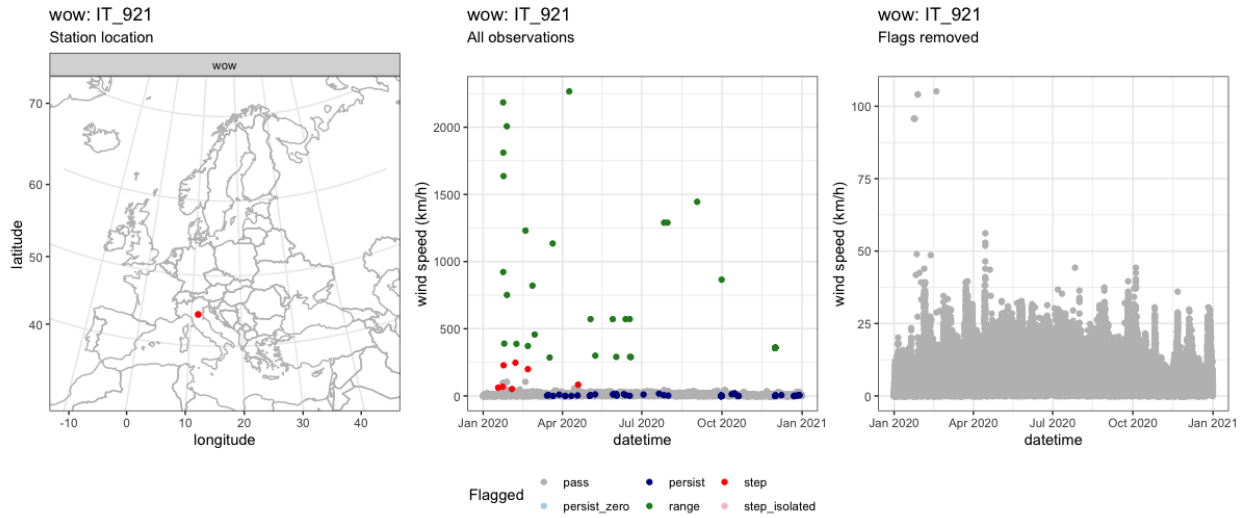 wow: IT_921
Station location
wow
70
60
50
40
latitude
-10
0
10
20
30
40
longitude
wow: IT_921
All observations
2000
1500
1000
500
0
wind speed (km/h)
Jan 2020
Apr 2020
Jul 2020
Oct 2020
Jan 2021
datetime
wow: IT_921
Flags removed
100
75
50
25
0
wind speed (km/h)
Jan 2020
Apr 2020
Jul 2020
Oct 2020
Jan 2021
datetime
Flagged
pass
persist
step
persist_zero
range
step_isolated